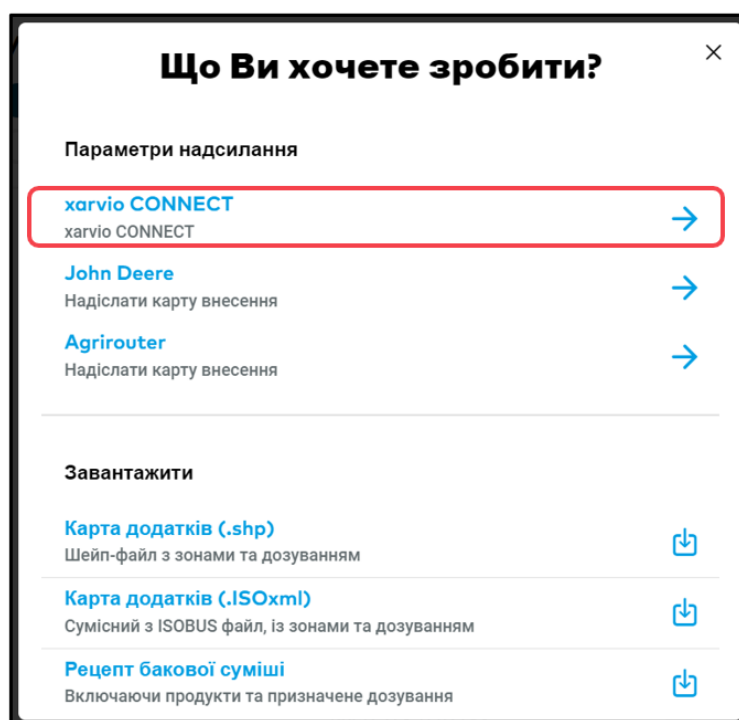 Що Ви хочете зробити?
Параметри надсилання
xarvio CONNECT
xarvio CONNECT
John Deere
Надіслати карту внесення
Agrirouter
Надіслати карту внесення
Завантажити
Карта додатків (.shp)
Шейп-файл з зонами та дозуванням
Карта додатків (.ISOxml)
Сумісний з ISOBUS файл, із зонами та дозуванням
Рецепт бакової суміші
Включаючи продукти та призначене дозування